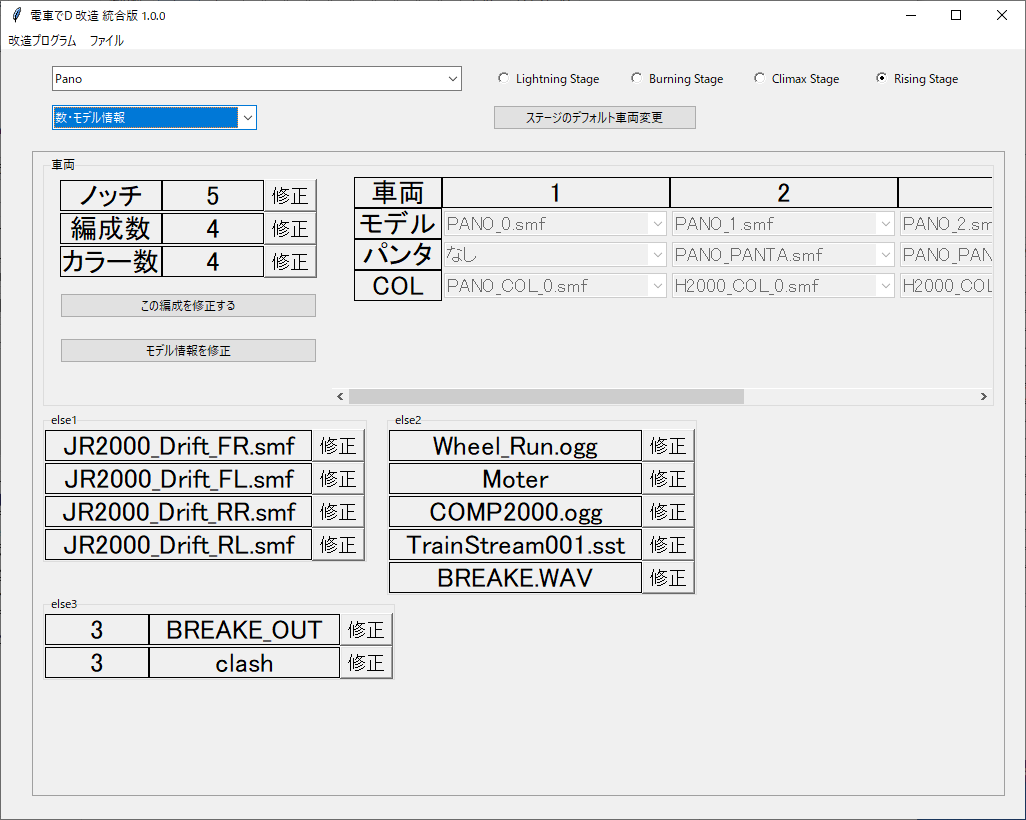 電車でD 改造 統合版 1.0.0
改造プログラム ファイル
Pano Lightning Stage Burning Stage Climax Stage Rising Stage
数・モデル情報 ステージのデフォルト車両変更
車両
ノッチ 5 修正
編成数 4 修正
カラー数 4 修正
この編成を修正する
モデル情報を修正
車両 1 2
モデル PANO_0.smf PANO_1.smf PANO_2.sm
パンタ なし PANO_PANTA.smf PANO_PAN
COL PANO_COL_0.smf H2000_COL_0.smf H2000_COL
else1
JR2000_Drift_FR.smf 修正
JR2000_Drift_FL.smf 修正
JR2000_Drift_RR.smf 修正
JR2000_Drift_RL.smf 修正
else2
Wheel_Run.ogg 修正
Moter 修正
COMP2000.ogg 修正
TrainStream001.sst 修正
BREAKE.WAV 修正
else3
3 BREAKE_OUT 修正
3 clash 修正